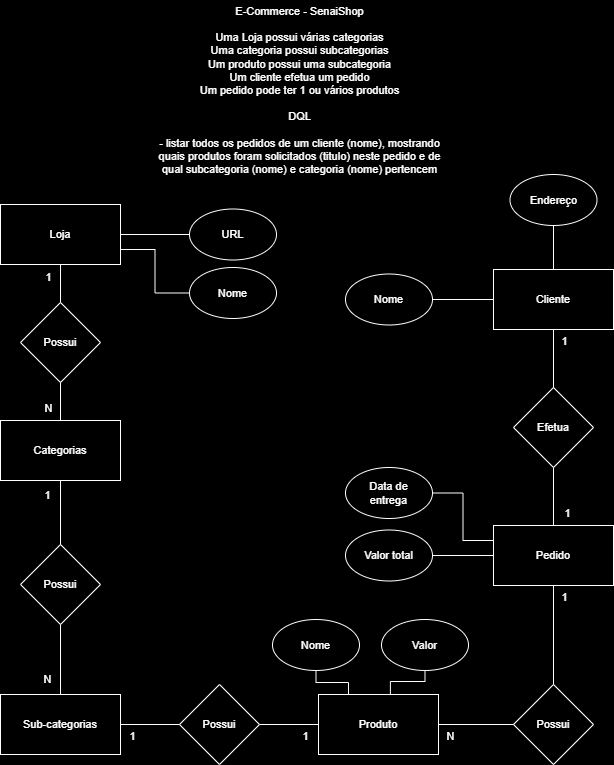 E-Commerce - SenaiShop
Uma Loja possui várias categorias
Uma categoria possui subcategorias
Um produto possui uma subcategoria
Um cliente efetua um pedido
Um pedido pode ter 1 ou vários produtos
DQL
- listar todos os pedidos de um cliente (nome), mostrando
quais produtos foram solicitados (titulo) neste pedido e de
qual subcategoria (nome) e categoria (nome) pertencem
Endereço
Loja
URL
Nome
Nome
Cliente
1
1
Possui
N
Efetua
Categorias
1
Data de
entrega
1
Valor total
Pedido
Possui
1
Nome
Valor
N
Sub-categorias
1
Possui
1
Produto
N
Possui